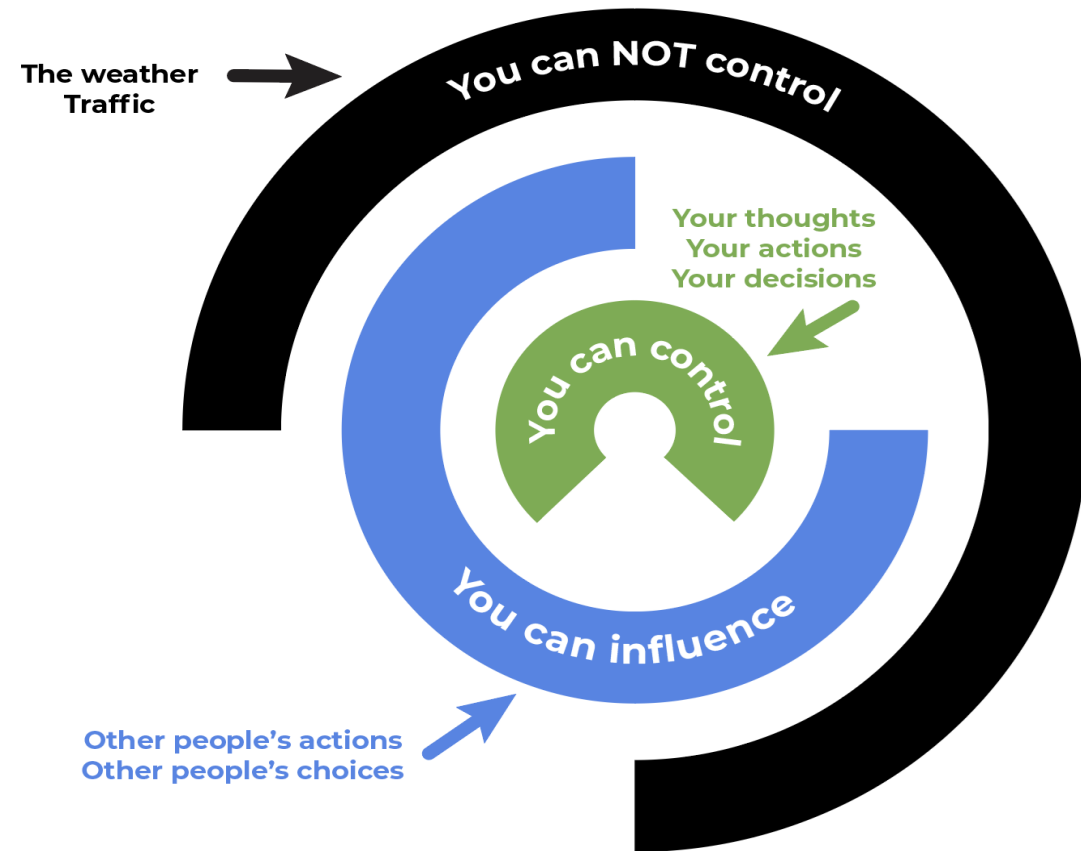 The weather
Traffic
You can NOT control
Your thoughts
Your actions
Your decisions
You can control
You can influence
Other people’s actions
Other people’s choices